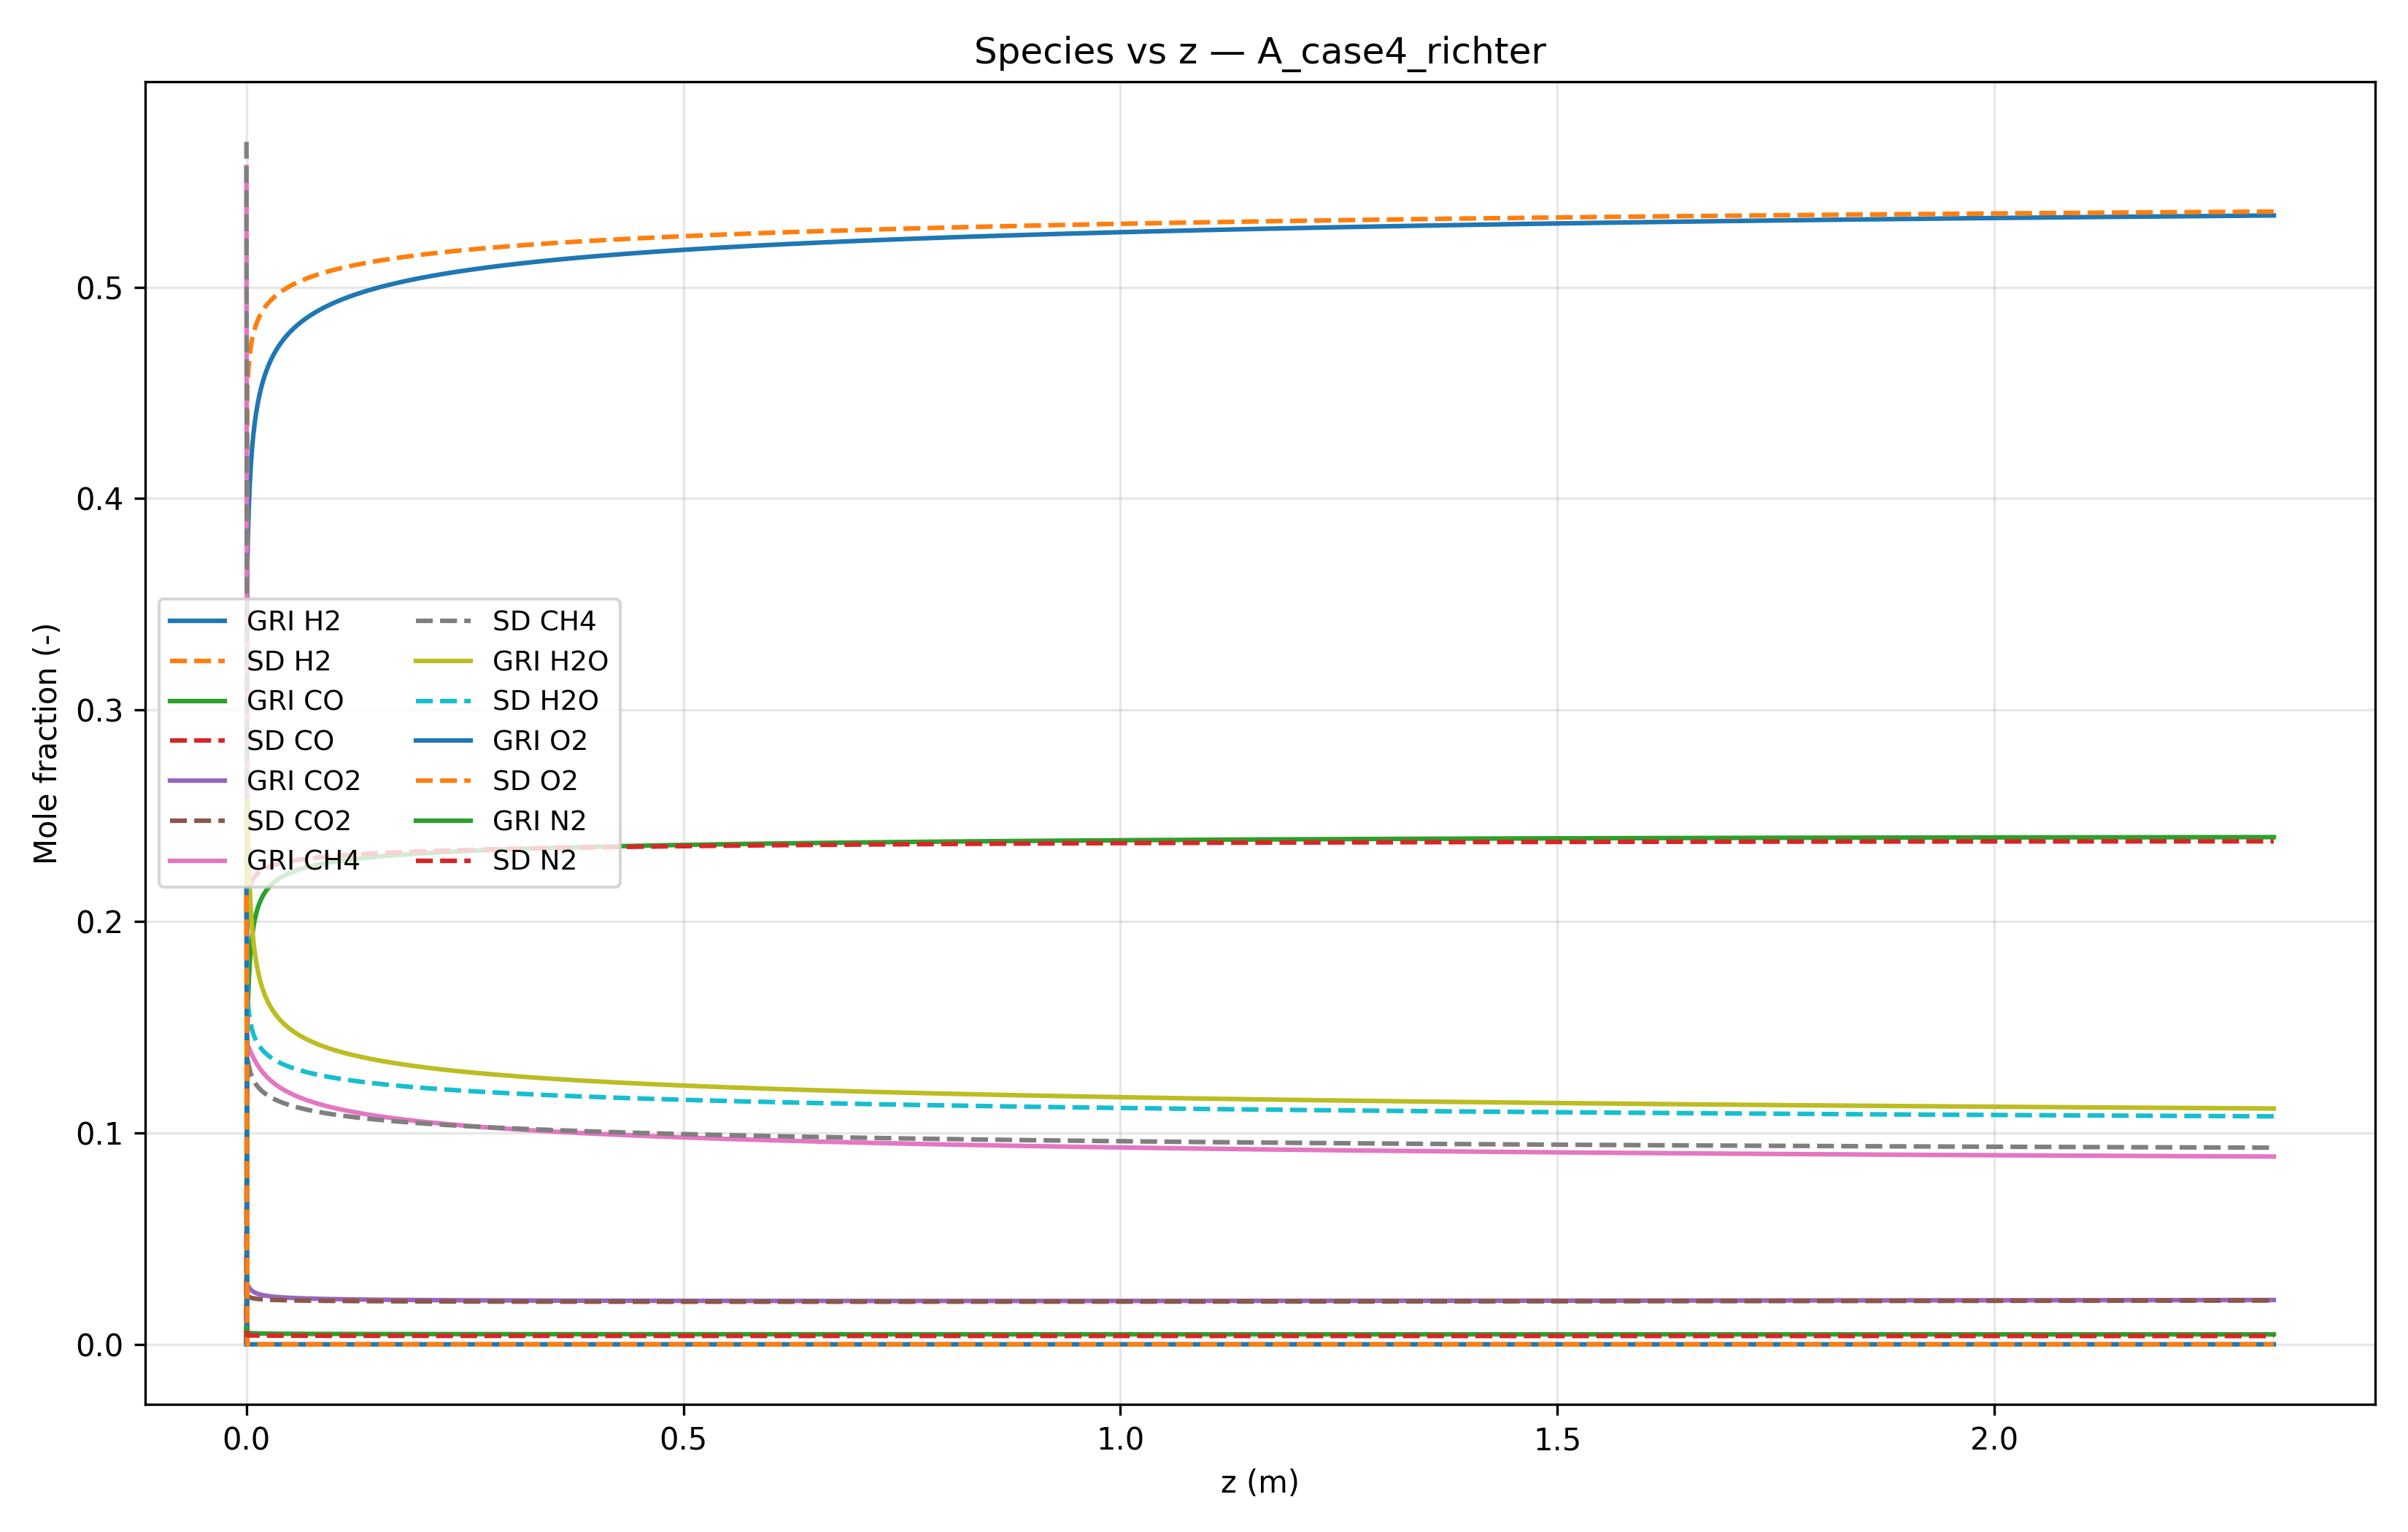 Species vs z — A_case4_richter
Mole fraction (-)
0.5
0.4
0.3
0.2
0.1
0.0
GRI H2
SD H2
GRI CO
SD CO
GRI CO2
SD CO2
GRI CH4
SD CH4
GRI H2O
SD H2O
GRI O2
SD O2
GRI N2
SD N2
0.0 0.5 1.0 1.5 2.0
z (m)